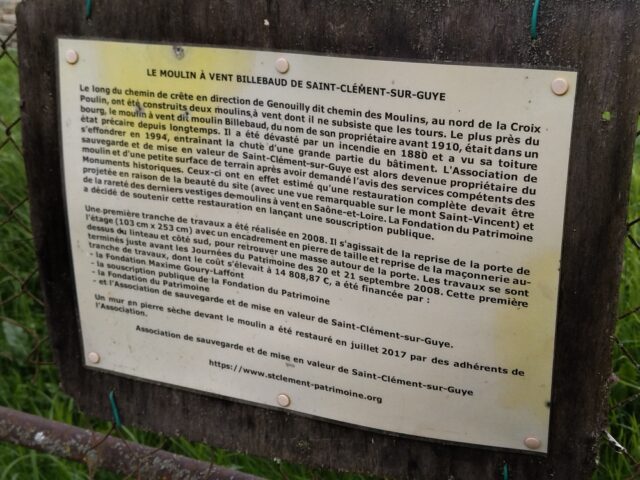 LE MOULIN À VENT BILLEBAUD DE SAINT-CLÉMENT-SUR-GUYE
Le long du chemin de crête en direction de Genouilly dit chemin des Moulins, au nord de la Croix
Poulin, ont été construits deux moulins à vent dont il ne subsiste que les tours. Le plus près du
bourg, le moulin à vent dit moulin Billebaud, du nom de son propriétaire avant 1910, était dans un
état précaire depuis longtemps. Il a été dévasté par un incendie en 1880 et a vu sa toiture
s'effondrer en 1994, entraînant la chute d'une grande partie du bâtiment. L'Association de
sauvegarde et de mise en valeur de Saint-Clément-sur-Guye est alors devenue propriétaire du
moulin et d'une petite surface de terrain après avoir demandé l'avis des services compétents des
Monuments historiques. Ceux-ci ont en effet estimé qu'une restauration complète devait être
projetée en raison de la beauté du site (avec une vue remarquable sur le mont Saint-Vincent) et
de la rareté des derniers vestiges de moulins à vent en Saône-et-Loire. La Fondation du Patrimoine
a décidé de soutenir cette restauration en lançant une souscription publique.
Une première tranche de travaux a été réalisée en 2008. Il s'agissait de la reprise de la porte de
l'étage (103 cm x 253 cm) avec un encadrement en pierre de taille et reprise de la maçonnerie au-
dessus du linteau et côté sud, pour retrouver une masse autour de la porte. Les travaux se sont
terminés juste avant les Journées du Patrimoine des 20 et 21 septembre 2008. Cette première
tranche de travaux, dont le coût s'élevait à 14 808,87 €, a été financée par :
- la Fondation Maxime Goury-Laffont
- la souscription publique de la Fondation du Patrimoine
- la Fondation du Patrimoine
- et l'Association de sauvegarde et de mise en valeur de Saint-Clément-sur-Guye.
Un mur en pierre sèche devant le moulin a été restauré en juillet 2017 par des adhérents de
l'Association.
Association de sauvegarde et de mise en valeur de Saint-Clément-sur-Guye
https://www.stclement-patrimoine.org